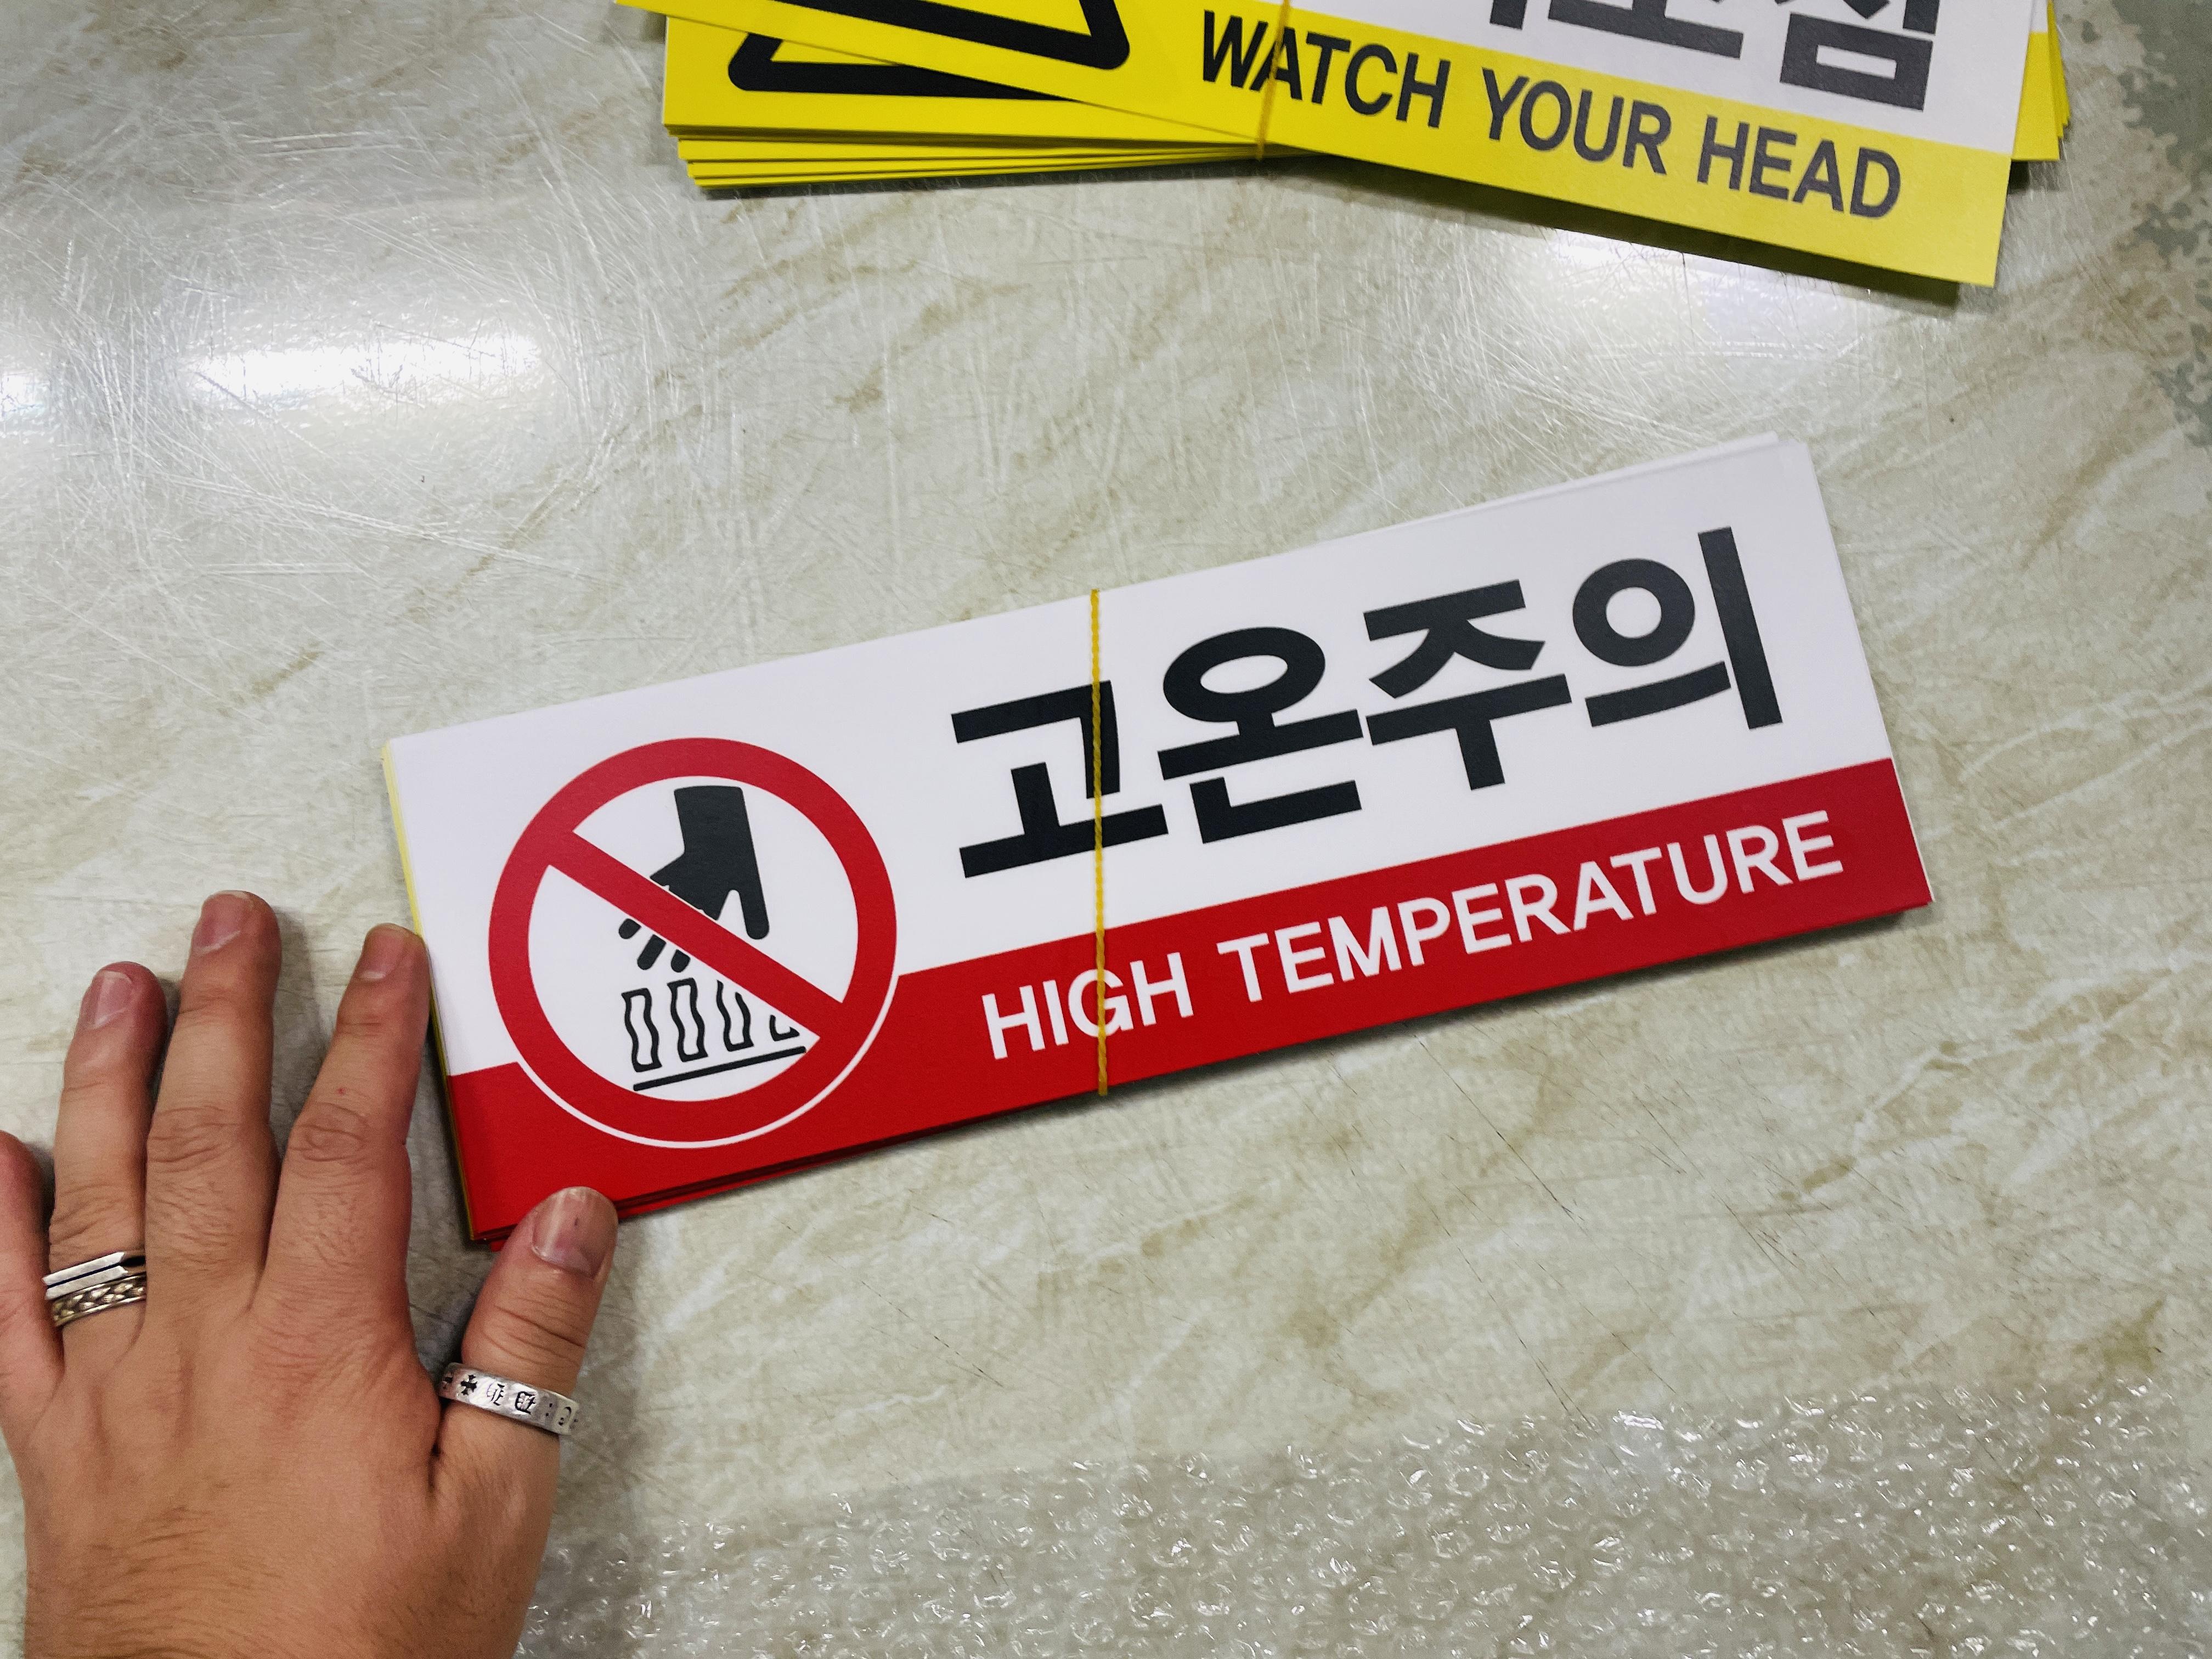 WATCH YOUR HEAD
고온주의
HIGH TEMPERATURE